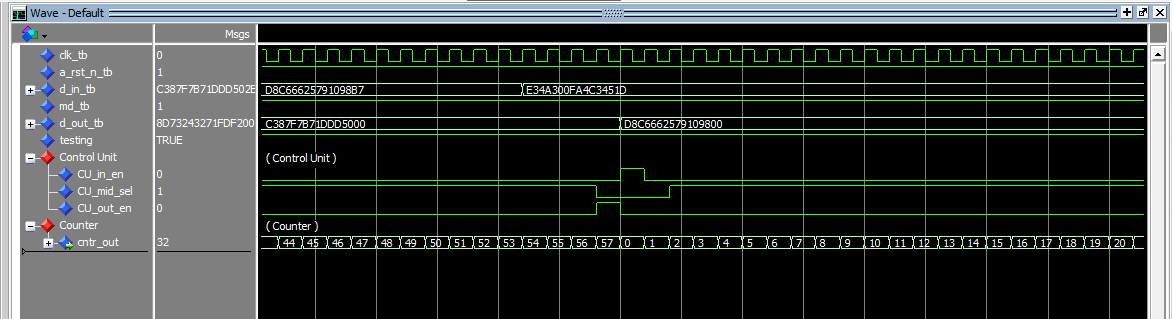 Wave - Default
Msgs
clk_tb 0
a_rst_n_tb 1
d_in_tb C387F7B71DDD502E D8C66625791098B7 E34A300FA4C3451D
md_tb 1
d_out_tb 8D73243271FDF200 C387F7B71DDD5000 D8C6662579109800
testing TRUE
Control Unit ( Control Unit )
CU_in_en 0
CU_mid_sel 1
CU_out_en 0
Counter ( Counter )
cntr_out 32 44 45 46 47 48 49 50 51 52 53 54 55 56 57 0 1 2 3 4 5 6 7 8 9 10 11 12 13 14 15 16 17 18 19 20